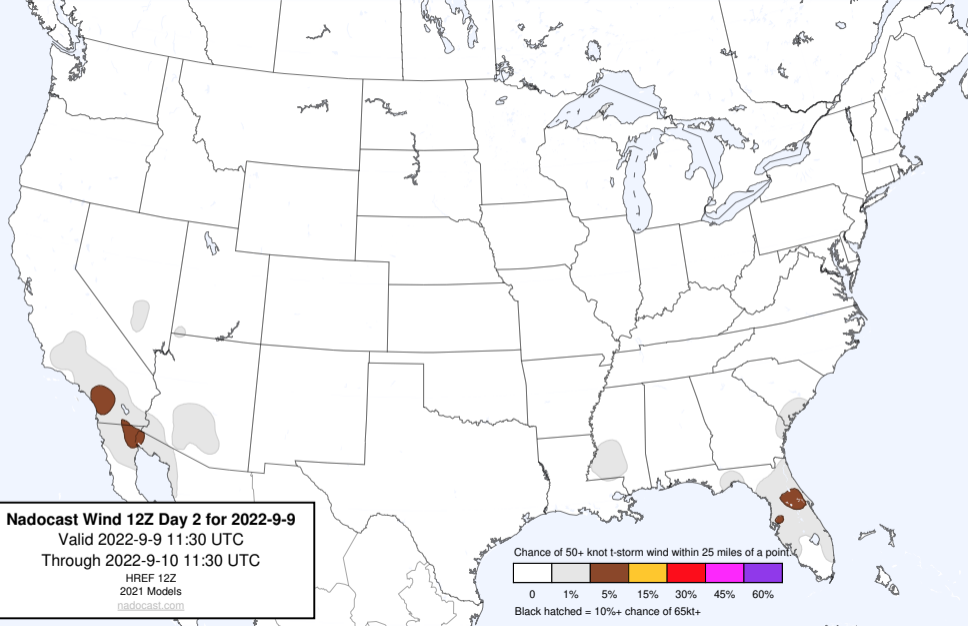 Nadocast Wind 12Z Day 2 for 2022-9-9
Valid 2022-9-9 11:30 UTC
Through 2022-9-10 11:30 UTC
HREF 12Z
2021 Models
nadocast.com
Chance of 50+ knot t-storm wind within 25 miles of a point.
0 1% 5% 15% 30% 45% 60%
Black hatched = 10%+ chance of 65kt+